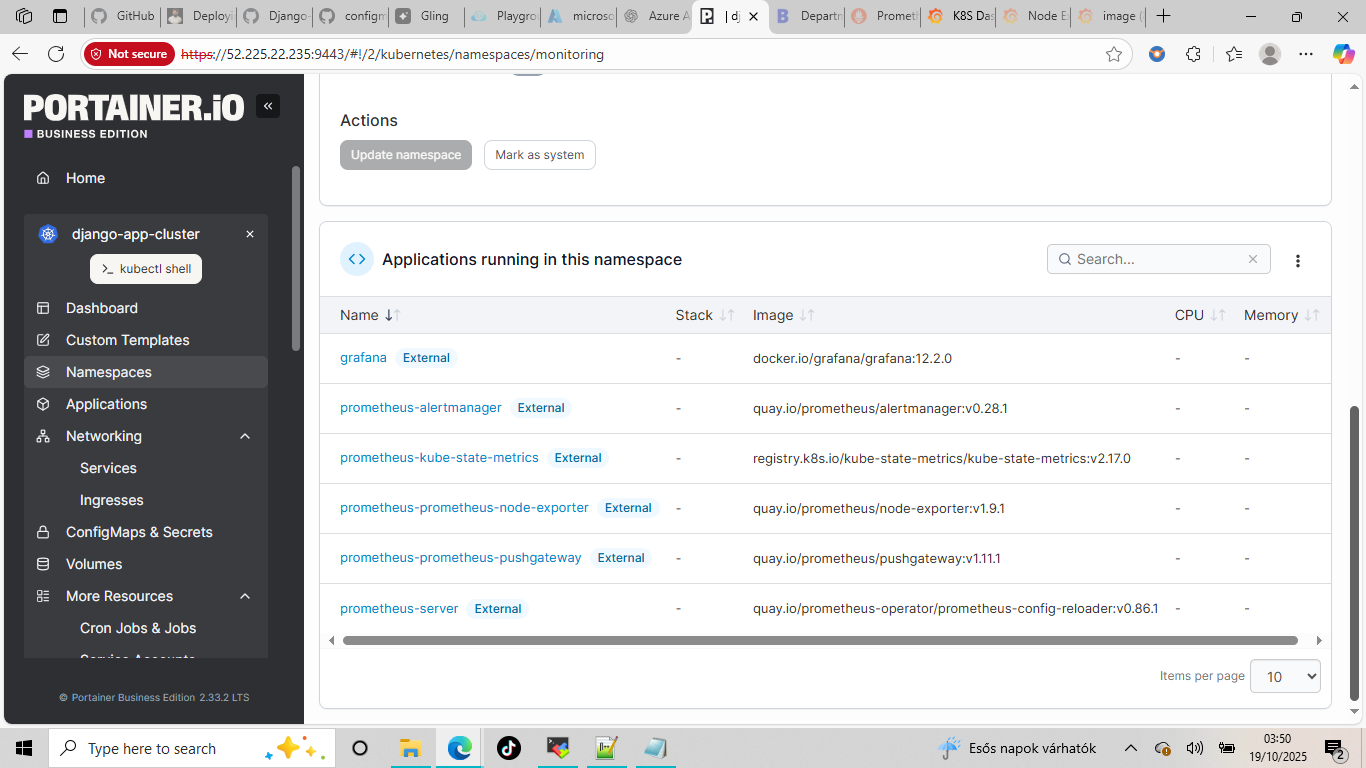 GitHub
Deployi
Django-
configm
Gling
Playgro
microso
Azure A
| dj
Departm
Prometh
K8S Das
Node E
image (
Not secure
https://52.225.22.235:9443/#!/2/kubernetes/namespaces/monitoring
PORTAINER.iO
BUSINESS EDITION
Home
django-app-cluster
kubectl shell
Dashboard
Custom Templates
Namespaces
Applications
Networking
Services
Ingresses
ConfigMaps & Secrets
Volumes
More Resources
Cron Jobs & Jobs
Service Accounts
© Portainer Business Edition 2.33.2 LTS
Actions
Update namespace Mark as system
Applications running in this namespace
Search...
Name Stack Image CPU Memory
grafana External - docker.io/grafana/grafana:12.2.0 - -
prometheus-alertmanager External - quay.io/prometheus/alertmanager:v0.28.1 - -
prometheus-kube-state-metrics External - registry.k8s.io/kube-state-metrics/kube-state-metrics:v2.17.0 - -
prometheus-prometheus-node-exporter External - quay.io/prometheus/node-exporter:v1.9.1 - -
prometheus-prometheus-pushgateway External - quay.io/prometheus/pushgateway:v1.11.1 - -
prometheus-server External - quay.io/prometheus-operator/prometheus-config-reloader:v0.86.1 - -
Items per page 10
Type here to search
Esős napok várhatók
03:50
19/10/2025
2